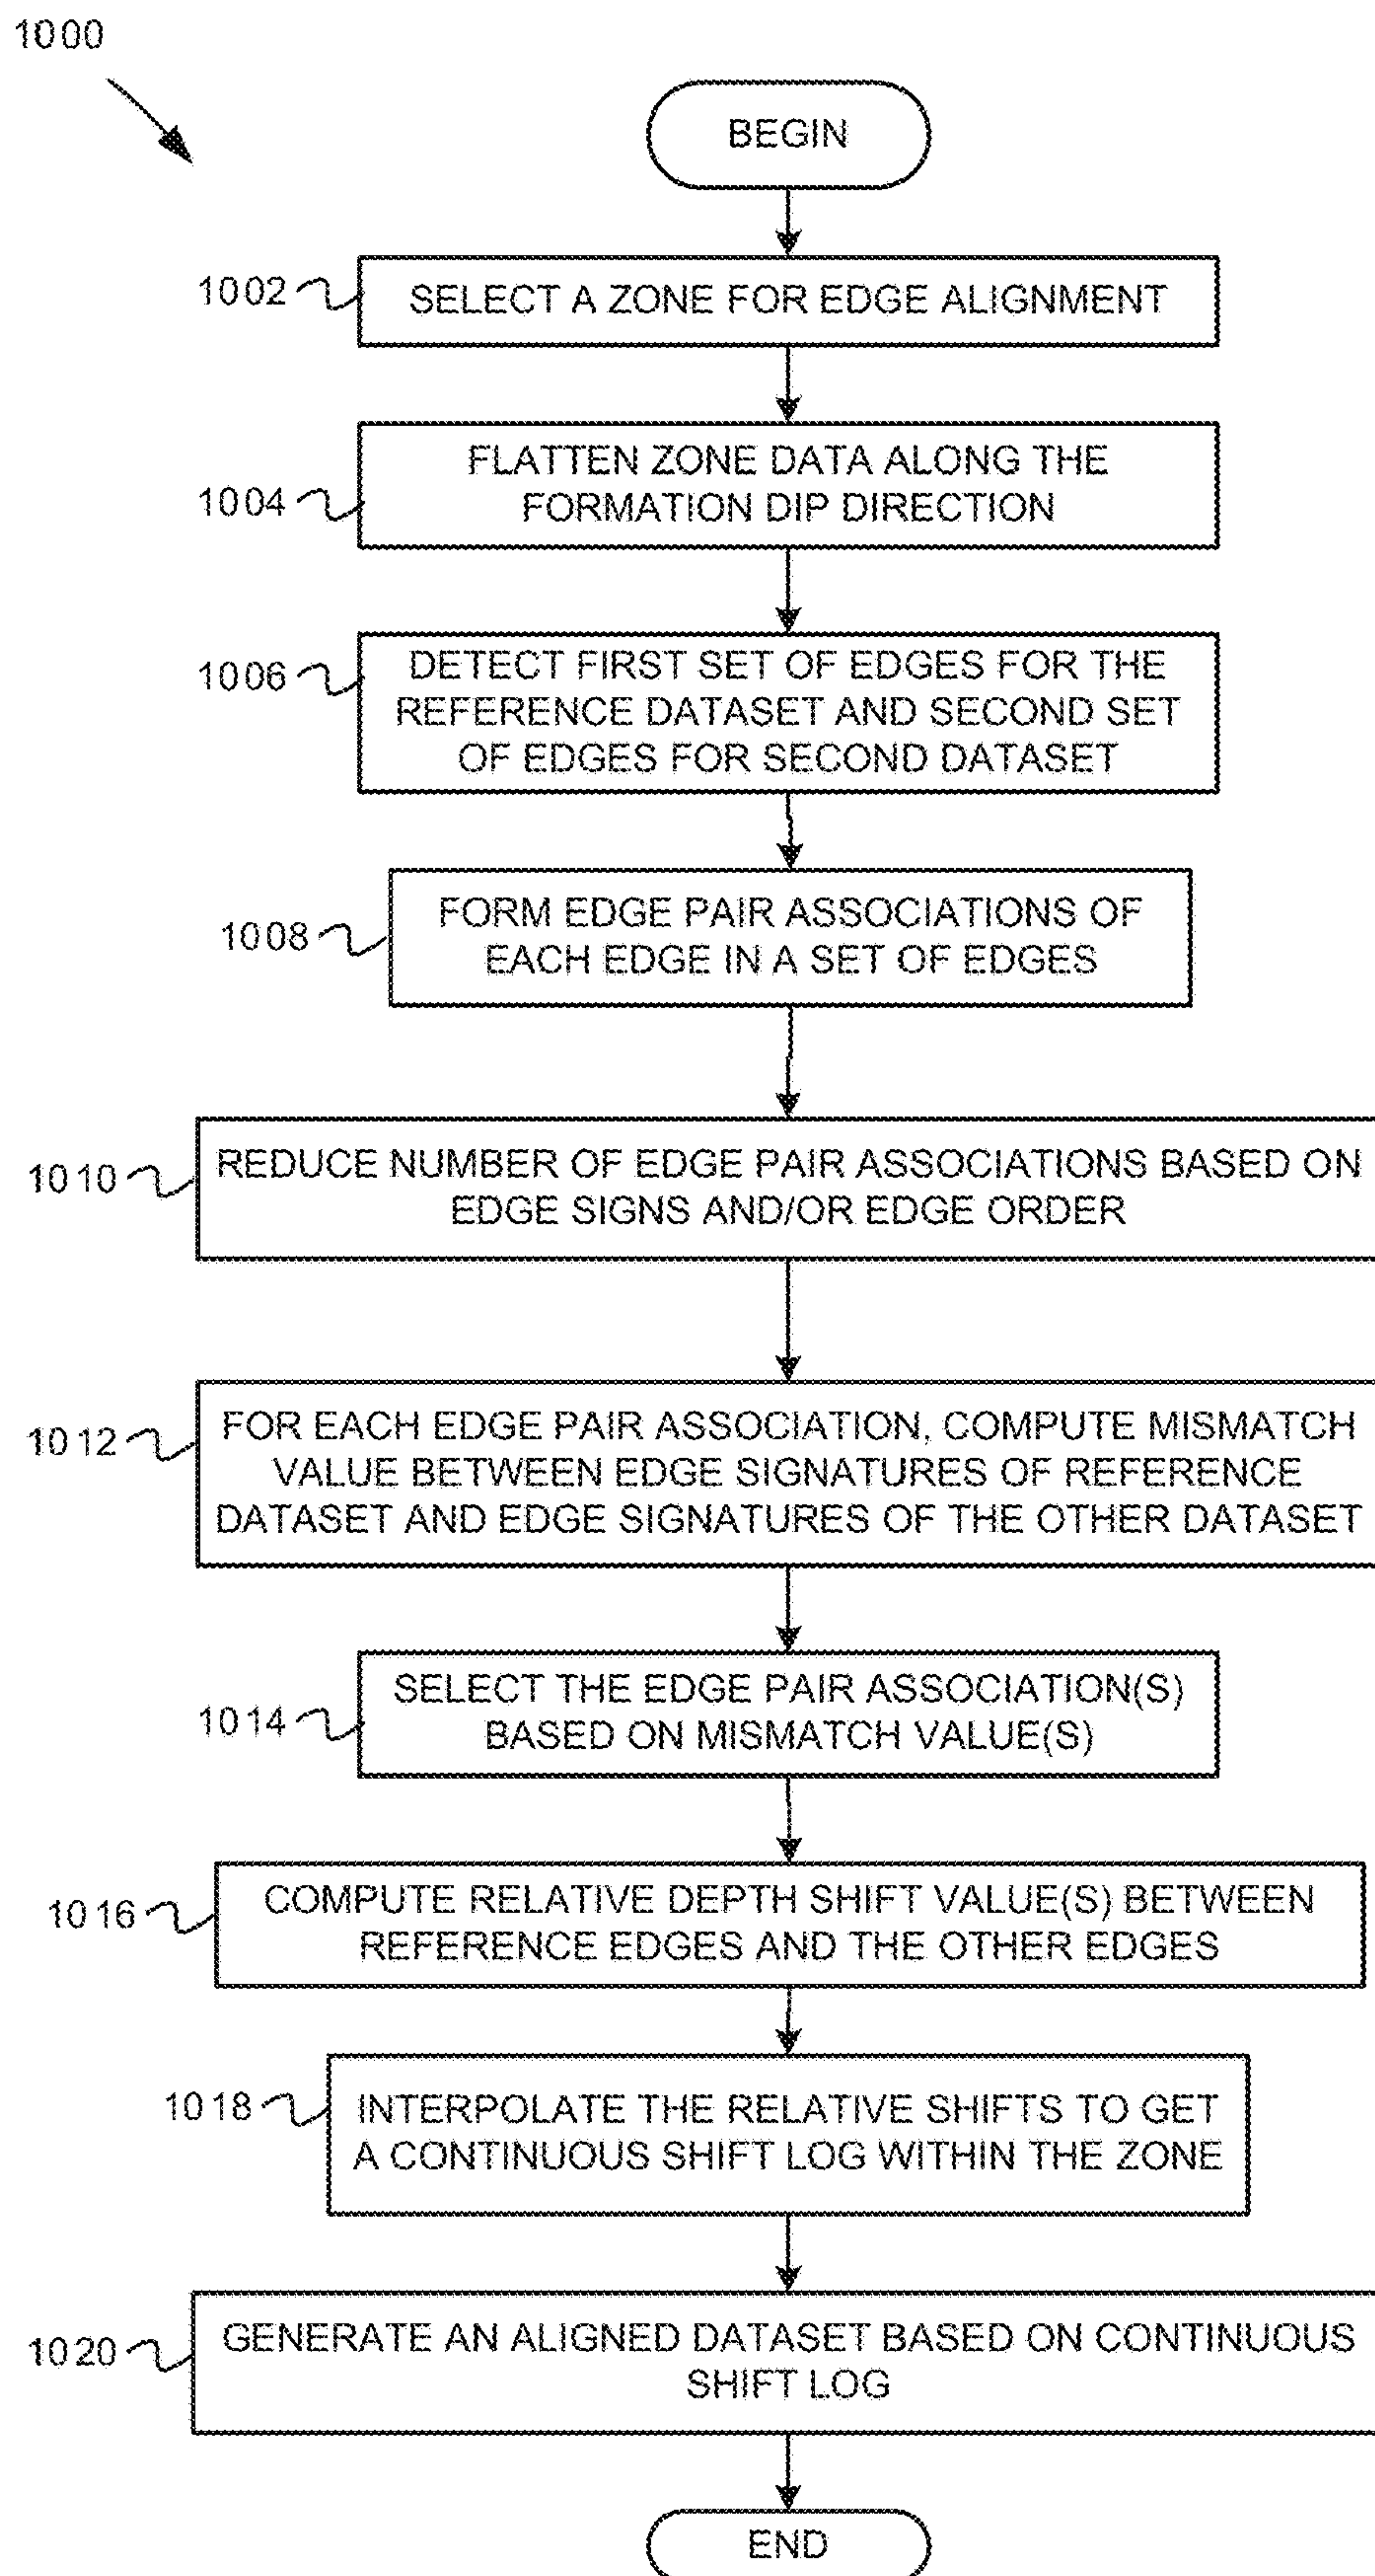 1000
BEGIN
1002
SELECT A ZONE FOR EDGE ALIGNMENT
1004
FLATTEN ZONE DATA ALONG THE
FORMATION DIP DIRECTION
1006
DETECT FIRST SET OF EDGES FOR THE
REFERENCE DATASET AND SECOND SET
OF EDGES FOR SECOND DATASET
1008
FORM EDGE PAIR ASSOCIATIONS OF
EACH EDGE IN A SET OF EDGES
1010
REDUCE NUMBER OF EDGE PAIR ASSOCIATIONS BASED ON
EDGE SIGNS AND/OR EDGE ORDER
1012
FOR EACH EDGE PAIR ASSOCIATION, COMPUTE MISMATCH
VALUE BETWEEN EDGE SIGNATURES OF REFERENCE
DATASET AND EDGE SIGNATURES OF THE OTHER DATASET
1014
SELECT THE EDGE PAIR ASSOCIATION(S)
BASED ON MISMATCH VALUE(S)
1016
COMPUTE RELATIVE DEPTH SHIFT VALUE(S) BETWEEN
REFERENCE EDGES AND THE OTHER EDGES
1018
INTERPOLATE THE RELATIVE SHIFTS TO GET
A CONTINUOUS SHIFT LOG WITHIN THE ZONE
1020
GENERATE AN ALIGNED DATASET BASED ON CONTINUOUS
SHIFT LOG
END